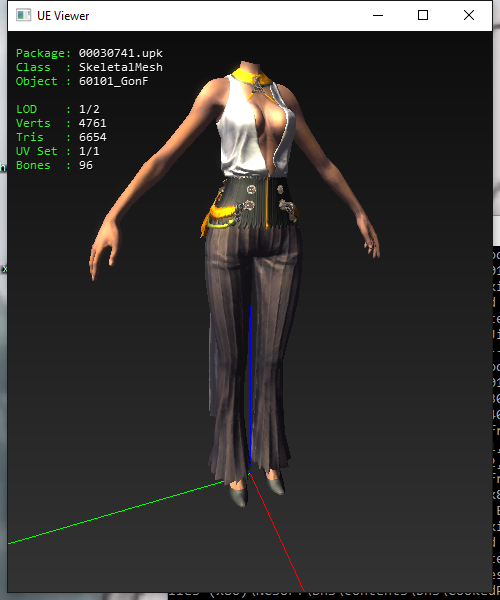 UE Viewer
Package: 00030741.upk
Class : SkeletalMesh
Object : 60101_GonF
LOD : 1/2
Verts : 4761
Tris : 6654
UV Set : 1/1
Bones : 96